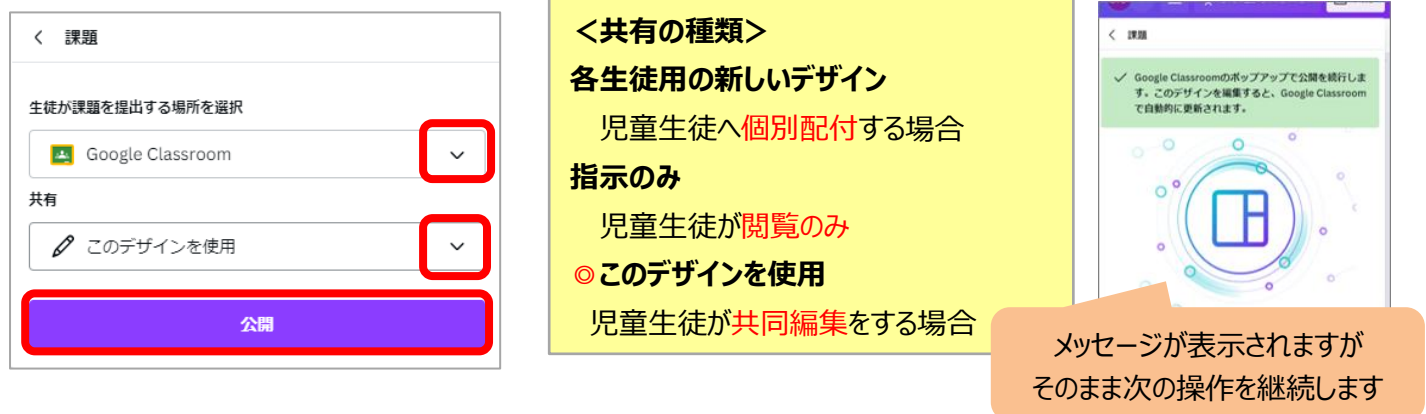 課題
生徒が課題を提出する場所を選択
Google Classroom
共有
このデザインを使用
公開
＜共有の種類＞
各生徒用の新しいデザイン
児童生徒へ個別配付する場合
指示のみ
児童生徒が閲覧のみ
◎このデザインを使用
児童生徒が共同編集をする場合
課題
Google Classroomのポップアップで公開を続行しま
す。このデザインを編集すると、Google Classroom
で自動的に更新されます。
メッセージが表示されますが
そのまま次の操作を継続します